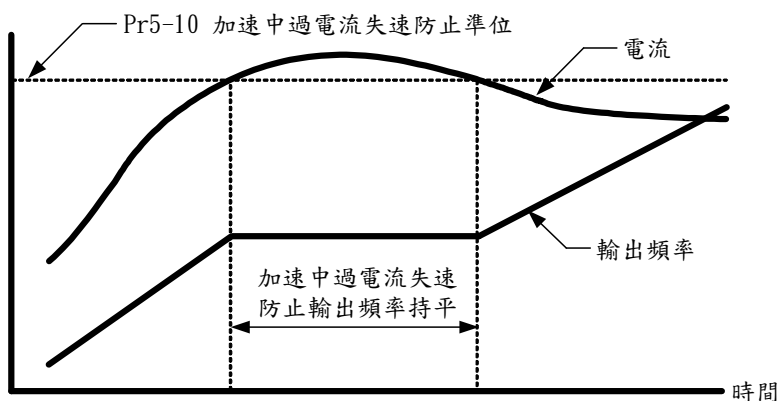 Pr5-10 加速中過電流失速防止準位
電流
輸出頻率
加速中過電流失速
防止輸出頻率持平
時間